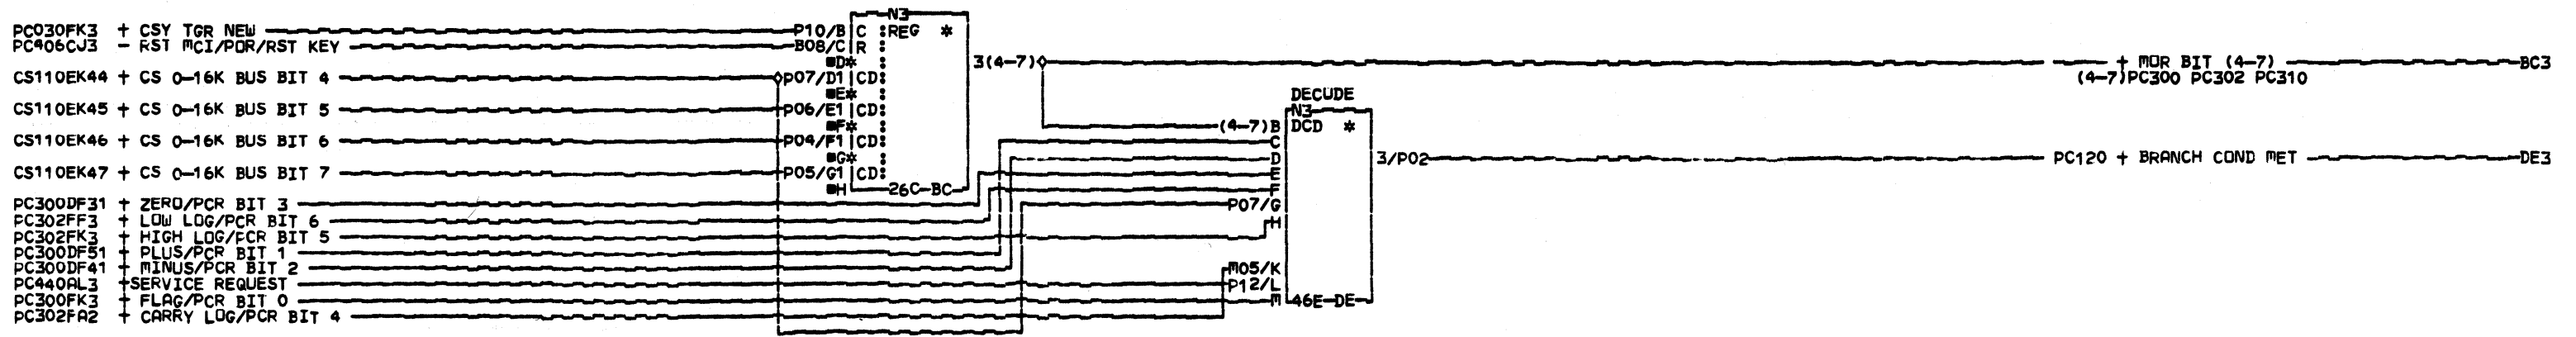 PC030FK3 + CSY TGR NEW P10/B C REG *
N3
PC406CJ3 - RST MCI/POR/RST KEY B08/C R
D*
3(4-7)
+ MOR BIT (4-7) BC3
(4-7)PC300 PC302 PC310
CS110EK44 + CS 0-16K BUS BIT 4 P07/D1 CD
E*
DECUDE
N3
CS110EK45 + CS 0-16K BUS BIT 5 P06/E1 CD
F*
(4-7)B DCD *
CS110EK46 + CS 0-16K BUS BIT 6 P04/F1 CD
C
G*
D
3/P02
PC120 + BRANCH COND MET DE3
CS110EK47 + CS 0-16K BUS BIT 7 P05/G1 CD
E
H
26C-BC
F
PC300DF31 + ZERO/PCR BIT 3
P07/G
PC302FF3 + LOW LOG/PCR BIT 6
H
PC302FK3 + HIGH LOG/PCR BIT 5
PC300DF51 + PLUS/PCR BIT 1
PC300DF41 + MINUS/PCR BIT 2
M05/K
PC440AL3 +SERVICE REQUEST
P12/L
PC300FK3 + FLAG/PCR BIT 0
M 46E-DE
PC302FA2 + CARRY LOG/PCR BIT 4